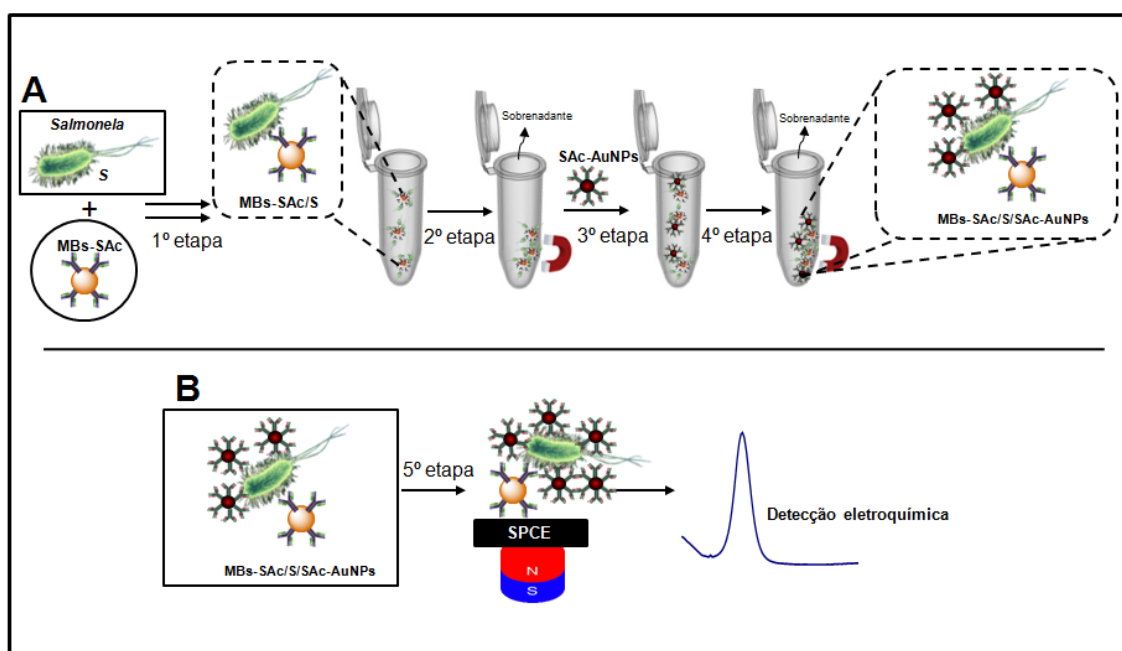 A
Salmonela
S
+
MBs-SAc
1º etapa
MBs-SAc/S
2º etapa
Sobrenadante
SAc-AuNPs
3º etapa
4º etapa
Sobrenadante
MBs-SAc/S/SAc-AuNPs
B
MBs-SAc/S/SAc-AuNPs
5º etapa
SPCE
N
S
Detecção eletroquímica